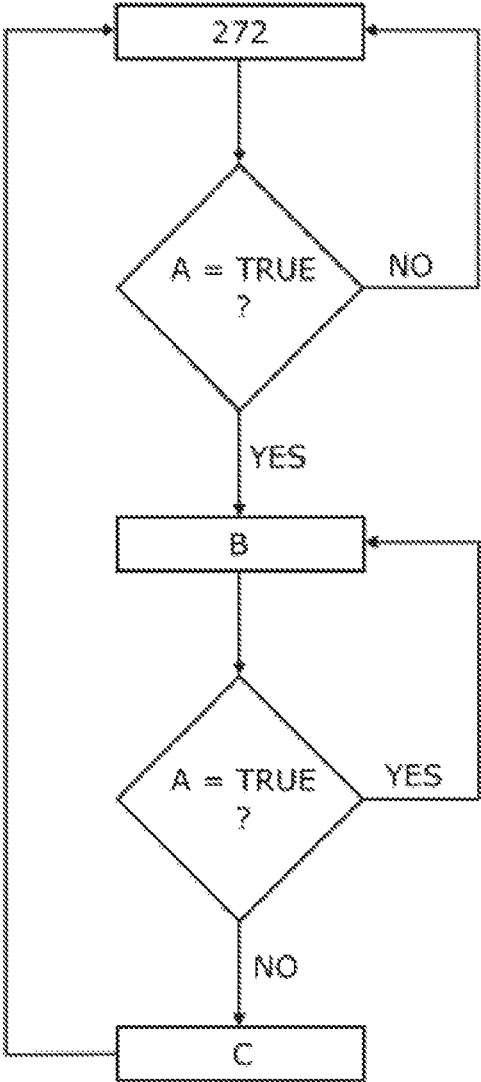 272
A = TRUE
?
NO
YES
B
A = TRUE
?
YES
NO
C